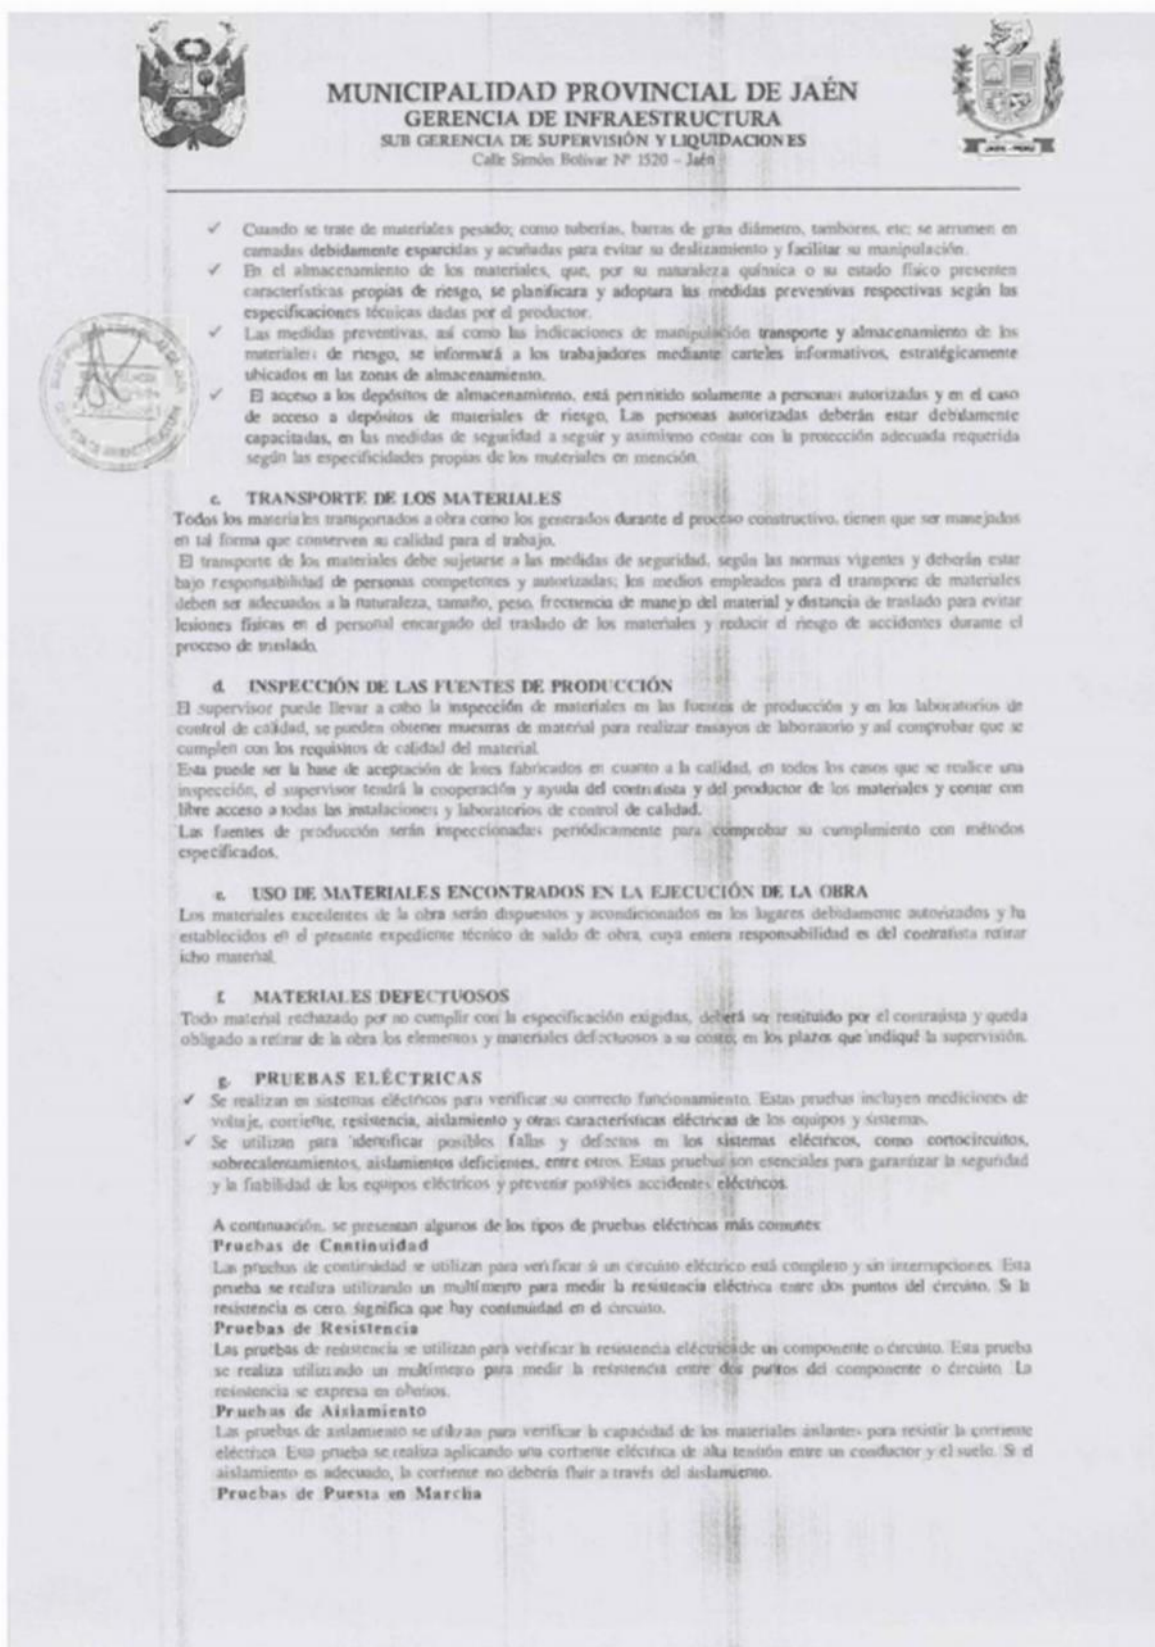 MUNICIPALIDAD PROVINCIAL DE JAÉN
GERENCIA DE INFRAESTRUCTURA
SUB GERENCIA DE SUPERVISIÓN Y LIQUIDACIONES
Calle Simón Bolívar Nº 1520 – Jaén
JAEN - PERU
✓ Cuando se trate de materiales pesado; como tuberías, barras de gran diámetro, tambores, etc; se arrumen en
camadas debidamente esparcidas y acuñadas para evitar su deslizamiento y facilitar su manipulación.
✓ En el almacenamiento de los materiales, que, por su naturaleza química o su estado físico presenten
características propias de riesgo, se planificara y adoptara las medidas preventivas respectivas según las
especificaciones técnicas dadas por el productor.
✓ Las medidas preventivas, así como las indicaciones de manipulación transporte y almacenamiento de los
materiales de riesgo, se informará a los trabajadores mediante carteles informativos, estratégicamente
ubicados en las zonas de almacenamiento.
✓ El acceso a los depósitos de almacenamiento, está permitido solamente a personas autorizadas y en el caso
de acceso a depósitos de materiales de riesgo, Las personas autorizadas deberán estar debidamente
capacitadas, en las medidas de seguridad a seguir y asimismo contar con la protección adecuada requerida
según las especificidades propias de los materiales en mención.
c. TRANSPORTE DE LOS MATERIALES
Todos los materiales transportados a obra como los generados durante el proceso constructivo, tienen que ser manejados
en tal forma que conserven su calidad para el trabajo.
El transporte de los materiales debe sujetarse a las medidas de seguridad, según las normas vigentes y deberán estar
bajo responsabilidad de personas competentes y autorizadas; los medios empleados para el transporte de materiales
deben ser adecuados a la naturaleza, tamaño, peso, frecuencia de manejo del material y distancia de traslado para evitar
lesiones físicas en el personal encargado del traslado de los materiales y reducir el riesgo de accidentes durante el
proceso de traslado.
d. INSPECCIÓN DE LAS FUENTES DE PRODUCCIÓN
El supervisor puede llevar a cabo la inspección de materiales en las fuentes de producción y en los laboratorios de
control de calidad, se pueden obtener muestras de material para realizar ensayos de laboratorio y así comprobar que se
cumplen con los requisitos de calidad del material.
Esta puede ser la base de aceptación de lotes fabricados en cuanto a la calidad, en todos los casos que se realice una
inspección, el supervisor tendrá la cooperación y ayuda del contratista y del productor de los materiales y contar con
libre acceso a todas las instalaciones y laboratorios de control de calidad.
Las fuentes de producción serán inspeccionadas periódicamente para comprobar su cumplimiento con métodos
especificados.
e. USO DE MATERIALES ENCONTRADOS EN LA EJECUCIÓN DE LA OBRA
Los materiales excedentes de la obra serán dispuestos y acondicionados en los lugares debidamente autorizados y ha
establecidos en el presente expediente técnico de saldo de obra, cuya entera responsabilidad es del contratista retirar
icho material.
f. MATERIALES DEFECTUOSOS
Todo material rechazado por no cumplir con la especificación exigidas, deberá ser restituido por el contratista y queda
obligado a retirar de la obra los elementos y materiales defectuosos a su costo, en los plazos que indique la supervisión.
g. PRUEBAS ELÉCTRICAS
✓ Se realizan en sistemas eléctricos para verificar su correcto funcionamiento. Estas pruebas incluyen mediciones de
voltaje, corriente, resistencia, aislamiento y otras características eléctricas de los equipos y sistemas.
✓ Se utilizan para identificar posibles fallas y defectos en los sistemas eléctricos, como cortocircuitos,
sobrecalentamientos, aislamientos deficientes, entre otros. Estas pruebas son esenciales para garantizar la seguridad
y la fiabilidad de los equipos eléctricos y prevenir posibles accidentes eléctricos.
A continuación, se presentan algunos de los tipos de pruebas eléctricas más comunes
Pruebas de Continuidad
Las pruebas de continuidad se utilizan para verificar si un circuito eléctrico está completo y sin interrupciones. Esta
prueba se realiza utilizando un multímetro para medir la resistencia eléctrica entre dos puntos del circuito. Si la
resistencia es cero, significa que hay continuidad en el circuito.
Pruebas de Resistencia
Las pruebas de resistencia se utilizan para verificar la resistencia eléctrica de un componente o circuito. Esta prueba
se realiza utilizando un multímetro para medir la resistencia entre dos puntos del componente o circuito. La
resistencia se expresa en ohmios.
Pruebas de Aislamiento
Las pruebas de aislamiento se utilizan para verificar la capacidad de los materiales aislantes para resistir la corriente
eléctrica. Esta prueba se realiza aplicando una corriente eléctrica de alta tensión entre un conductor y el suelo. Si el
aislamiento es adecuado, la corriente no debería fluir a través del aislamiento.
Pruebas de Puesta en Marcha